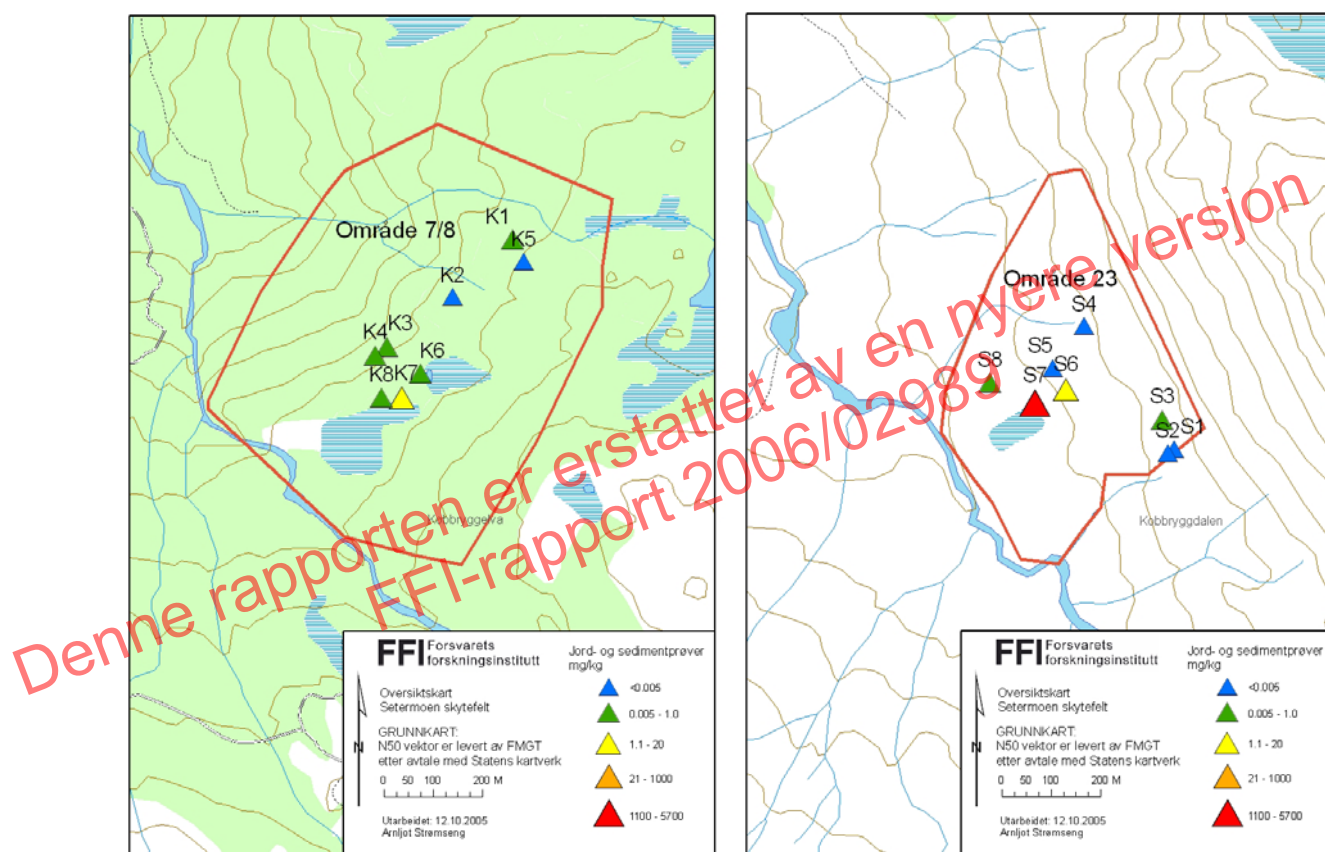 Område 7/8
K1
K5
K2
K3
K4
K6
K7
K8
Kobbryggelva
FFI Forsvarets
forskningsinstitutt
Oversiktskart
Setermoen skytefelt
GRUNNKART:
N50 vektor er levert av FMGT
etter avtale med Statens kartverk
0 50 100 200 M
N
Utarbeidet: 12.10.2005
Arnljot Strømseng
Jord- og sedimentprøver
mg/kg
<0.005
0.005 - 1.0
1.1 - 20
21 - 1000
1100 - 5700
Område 23
S4
S5
S6
S8
S7
S3
S2
S1
Kobbryggdalen
FFI Forsvarets
forskningsinstitutt
Oversiktskart
Setermoen skytefelt
GRUNNKART:
N50 vektor er levert av FMGT
etter avtale med Statens kartverk
0 50 100 200 M
N
Utarbeidet: 12.10.2005
Arnljot Strømseng
Jord- og sedimentprøver
mg/kg
<0.005
0.005 - 1.0
1.1 - 20
21 - 1000
1100 - 5700
Denne rapporten er erstattet av en nyere versjon
FFI-rapport 2006/02989